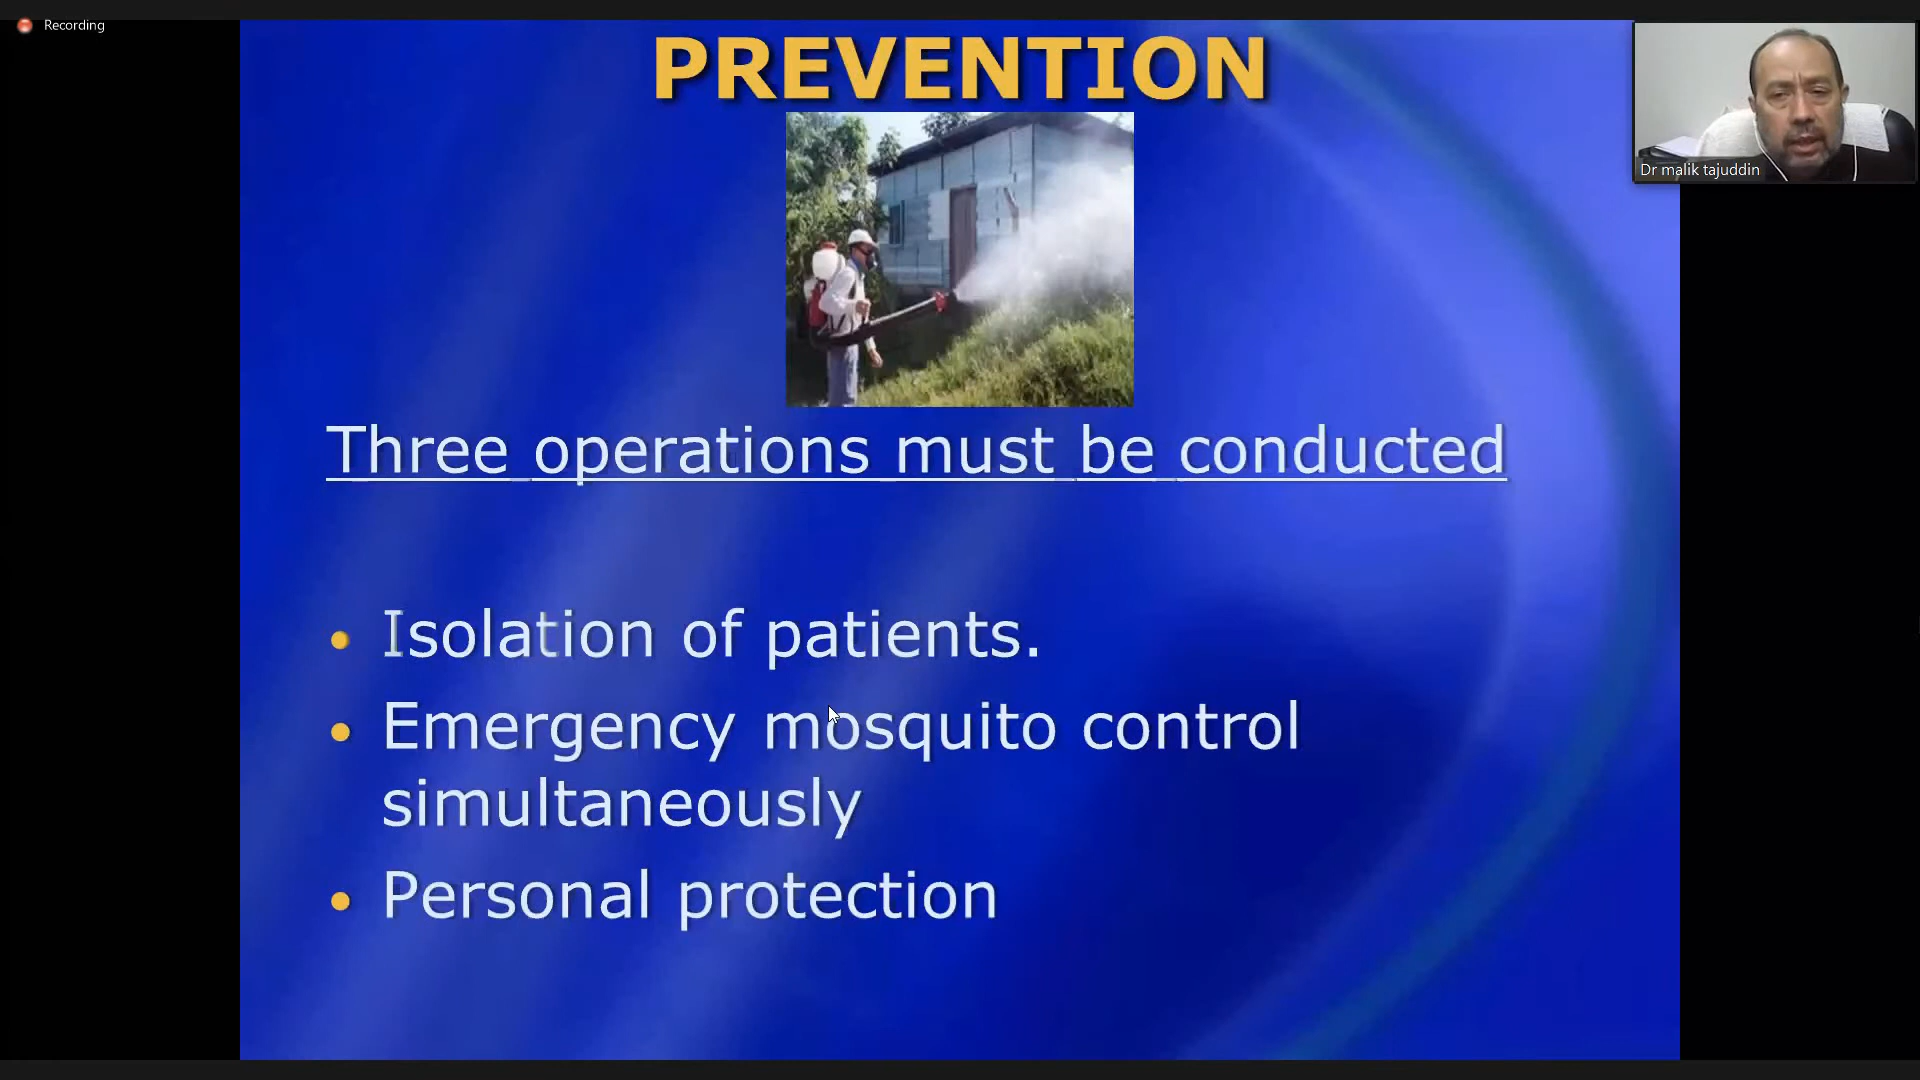 Recording
PREVENTION
Dr malik tajuddin
Three operations must be conducted
Isolation of patients.
Emergency mosquito control
simultaneously
Personal protection